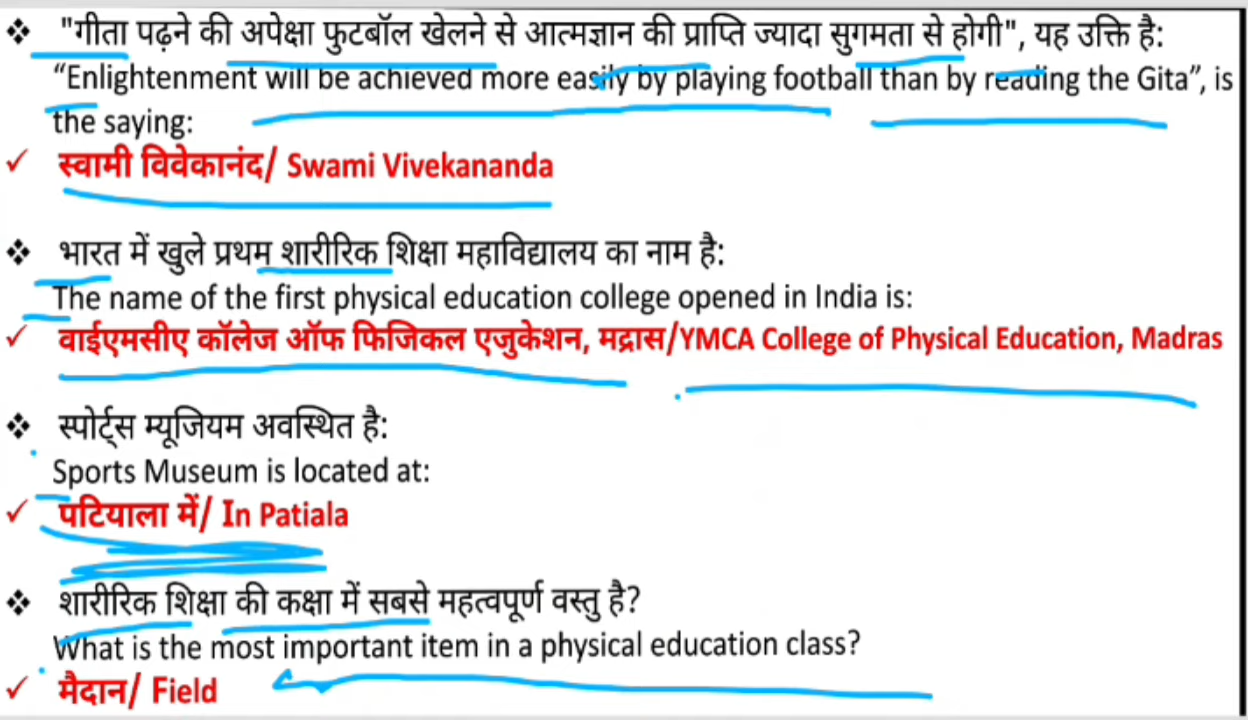 ❖ "गीता पढ़ने की अपेक्षा फुटबॉल खेलने से आत्मज्ञान की प्राप्ति ज्यादा सुगमता से होगी", यह उक्ति है:
“Enlightenment will be achieved more easily by playing football than by reading the Gita”, is
the saying:
✓ स्वामी विवेकानंद/ Swami Vivekananda
❖ भारत में खुले प्रथम शारीरिक शिक्षा महाविद्यालय का नाम है:
The name of the first physical education college opened in India is:
✓ वाईएमसीए कॉलेज ऑफ फिजिकल एजुकेशन, मद्रास/YMCA College of Physical Education, Madras
❖ स्पोर्ट्स म्यूजियम अवस्थित है:
Sports Museum is located at:
✓ पटियाला में/ In Patiala
❖ शारीरिक शिक्षा की कक्षा में सबसे महत्वपूर्ण वस्तु है?
What is the most important item in a physical education class?
✓ मैदान/ Field